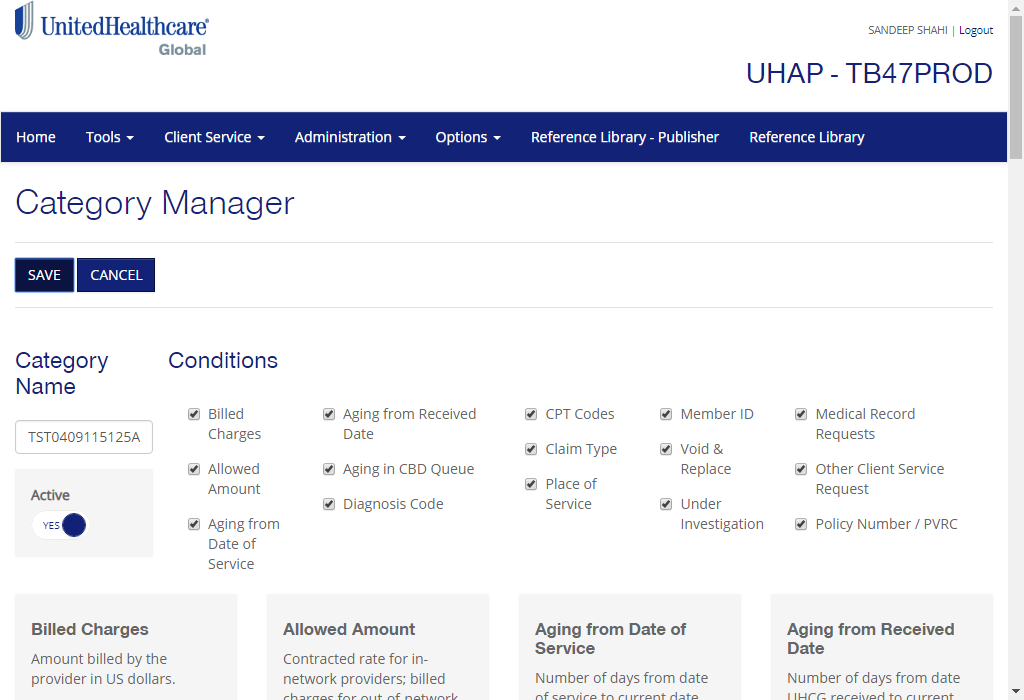 UnitedHealthcare®
Global
SANDEEP SHAHI | Logout
UHAP - TB47PROD
Home Tools Client Service Administration Options Reference Library - Publisher Reference Library
Category Manager
SAVE CANCEL
Category
Name
TST0409115125A
Active
YES
Conditions
Billed
Charges
Allowed
Amount
Aging from
Date of
Service
Aging from Received
Date
Aging in CBD Queue
Diagnosis Code
CPT Codes
Claim Type
Place of
Service
Member ID
Void &
Replace
Under
Investigation
Medical Record
Requests
Other Client Service
Request
Policy Number / PVRC
Billed Charges
Amount billed by the
provider in US dollars.
Allowed Amount
Contracted rate for in-
network providers; billed
charges for out-of-network
Aging from Date of
Service
Number of days from date
of service to current date
Aging from Received
Date
Number of days from date
UHCG received to current